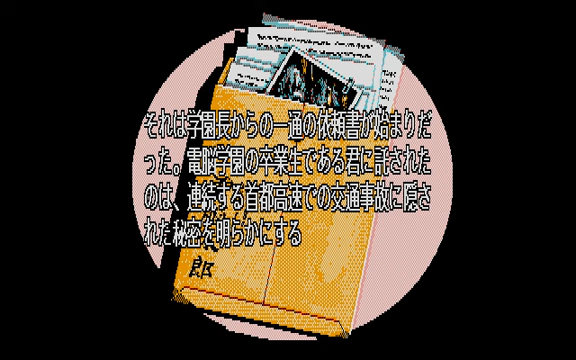 それは学園長からの一通の依頼書が始まりだ
った。電脳学園の卒業生である君に託された
のは、連続する首都高速での交通事故に隠さ
れた秘密を明らかにする
郎